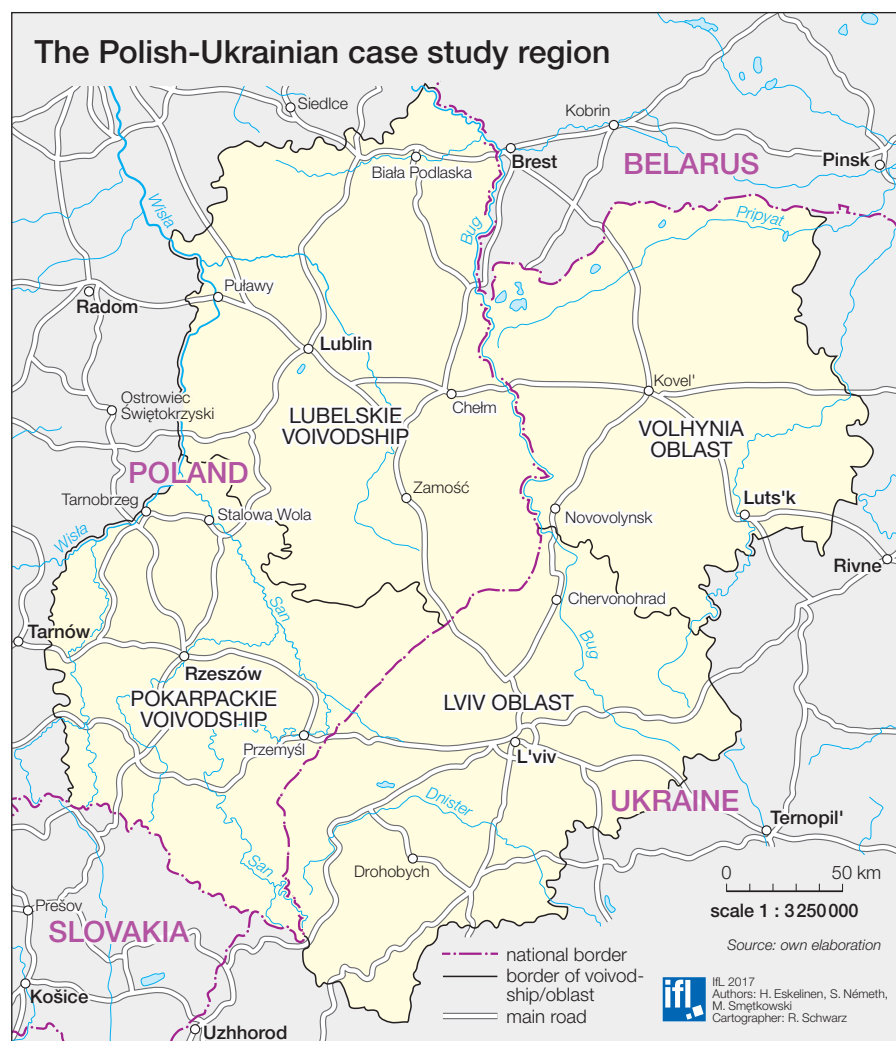 The Polish-Ukrainian case study region
Siedlce
Kobrin
Brest
BELARUS
Pinsk
Biała Podlaska
Wisła
Bug
Pripyat
Puławy
Radom
Lublin
Kovel'
Ostrowiec
Świętokrzyski
Chełm
LUBELSKIE
VOIVODSHIP
VOLHYNIA
OBLAST
POLAND
Zamość
Tarnobrzeg
Stalowa Wola
Novovolynsk
Luts'k
Wisła
Rivne
San
Chervonohrad
Tarnów
Bug
Rzeszów
POKARPACKIE
VOIVODSHIP
LVIV OBLAST
Przemyśl
L'viv
Dnister
UKRAINE
Ternopil'
San
Drohobych
0
50 km
scale 1 : 3250000
Prešov
SLOVAKIA
Source: own elaboration
national border
border of voivod-
ship/oblast
main road
Košice
Uzhhorod
ifl
IfL 2017
Authors: H. Eskelinen, S. Németh,
M. Smętkowski
Cartographer: R. Schwarz